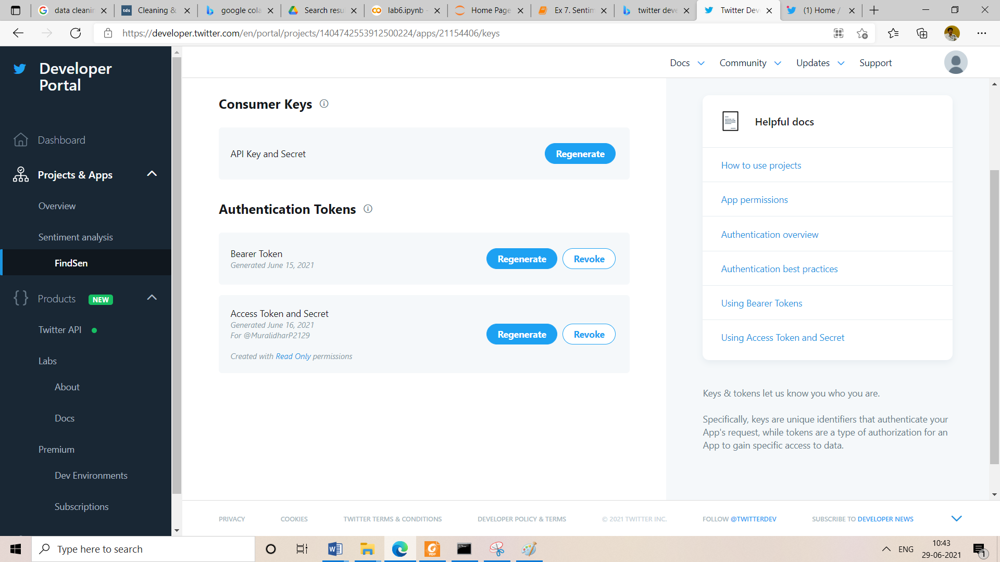 data cleanin
Cleaning &
google cola
Search resu
lab6.ipynb -
Home Page
Ex 7. Sentim
twitter deve
Twitter Dev
(1) Home /
https://developer.twitter.com/en/portal/projects/1404742553912500224/apps/21154406/keys
Developer
Portal
Docs
Community
Updates
Support
Dashboard
Projects & Apps
Overview
Sentiment analysis
FindSen
Products NEW
Twitter API
Labs
About
Docs
Premium
Dev Environments
Subscriptions
Consumer Keys
API Key and Secret
Regenerate
Authentication Tokens
Bearer Token
Generated June 15, 2021
Regenerate
Revoke
Access Token and Secret
Generated June 16, 2021
For @MuralidharP2129
Created with Read Only permissions
Regenerate
Revoke
Helpful docs
How to use projects
App permissions
Authentication overview
Authentication best practices
Using Bearer Tokens
Using Access Token and Secret
Keys & tokens let us know you who you are.
Specifically, keys are unique identifiers that authenticate your
App's request, while tokens are a type of authorization for an
App to gain specific access to data.
PRIVACY
COOKIES
TWITTER TERMS & CONDITIONS
DEVELOPER POLICY & TERMS
© 2021 TWITTER INC.
FOLLOW @TWITTERDEV
SUBSCRIBE TO DEVELOPER NEWS
Type here to search
ENG
10:43
29-06-2021
1